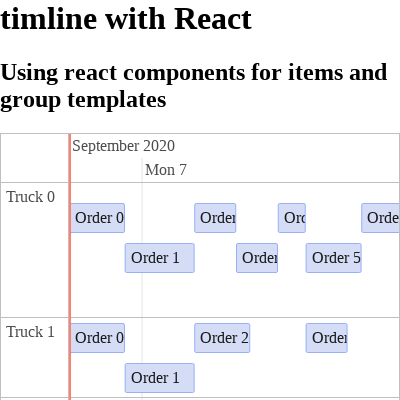 timline with React
Using react components for items and
group templates
September 2020
Mon 7
Truck 0
Order 0
Order
Ord
Orde
Order 1
Order
Order 5
Truck 1
Order 0
Order 2
Order
Order 1